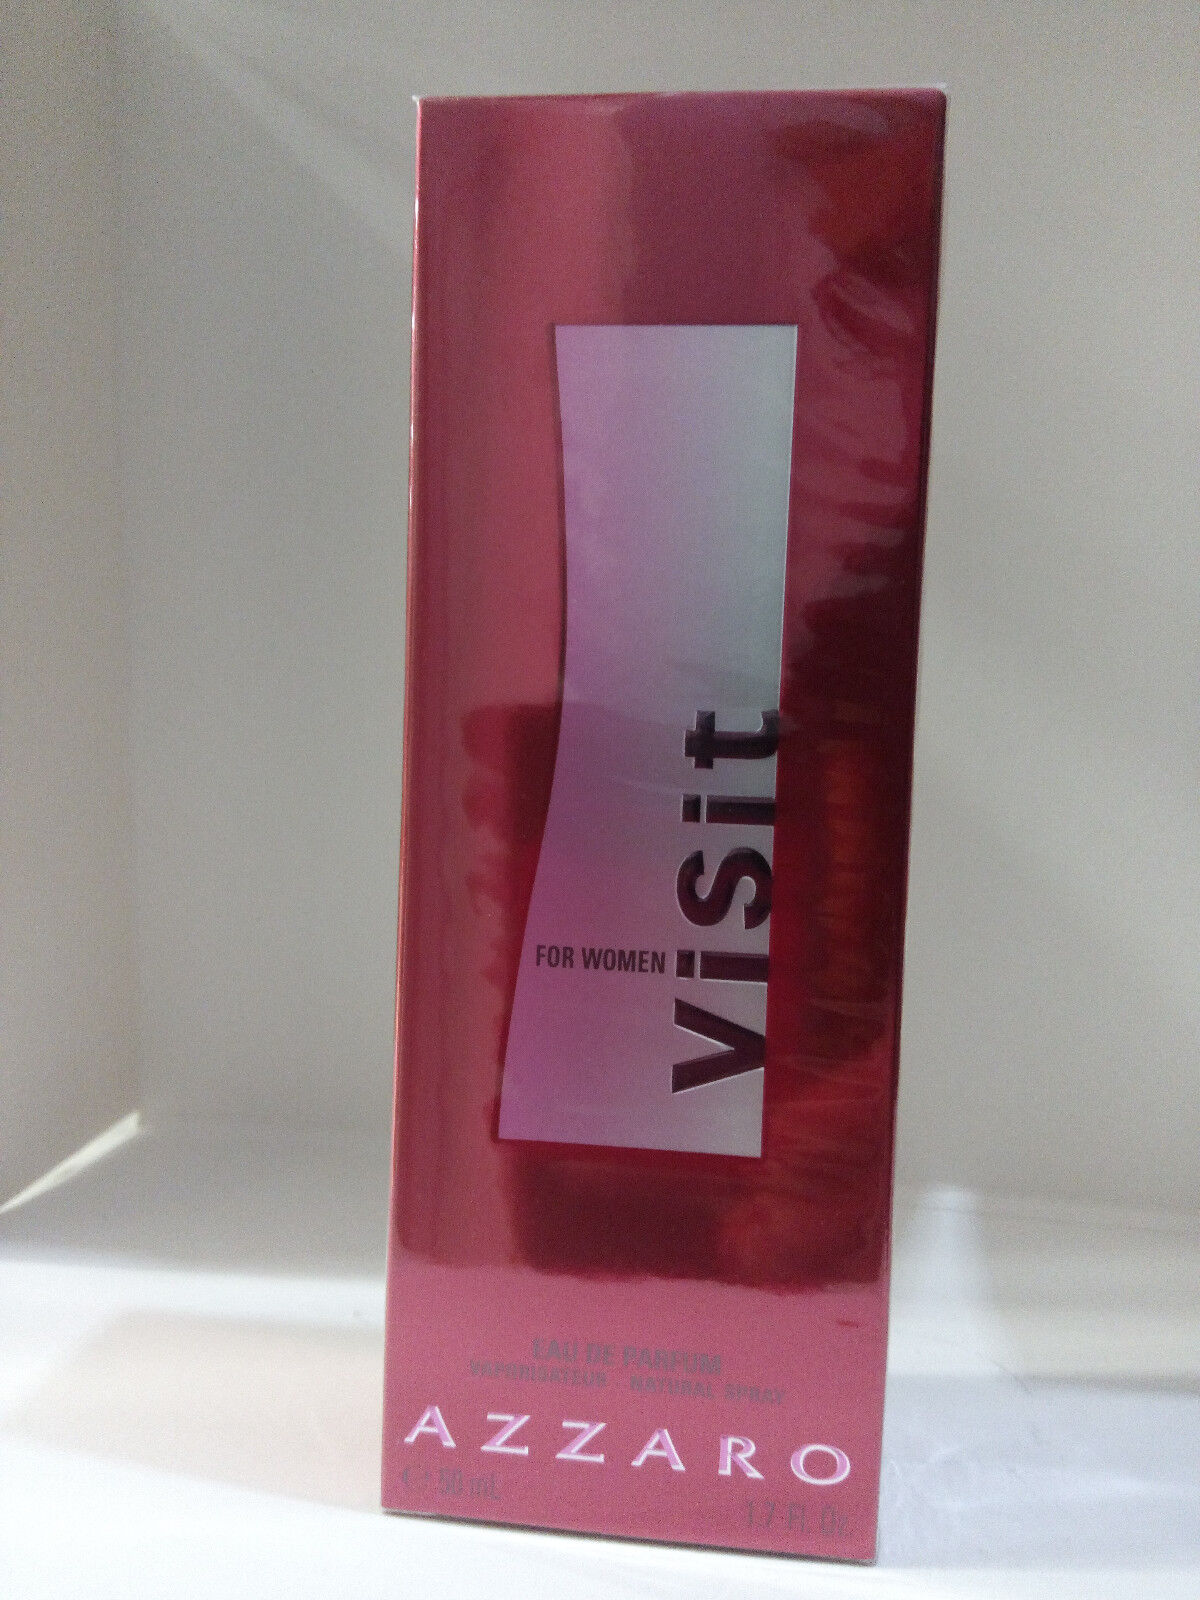 visit
FOR WOMEN
EAU DE PARFUM
VAPORISATEUR . NATURAL SPRAY
AZZARO
e 50 mL
1.7 Fl. Oz.